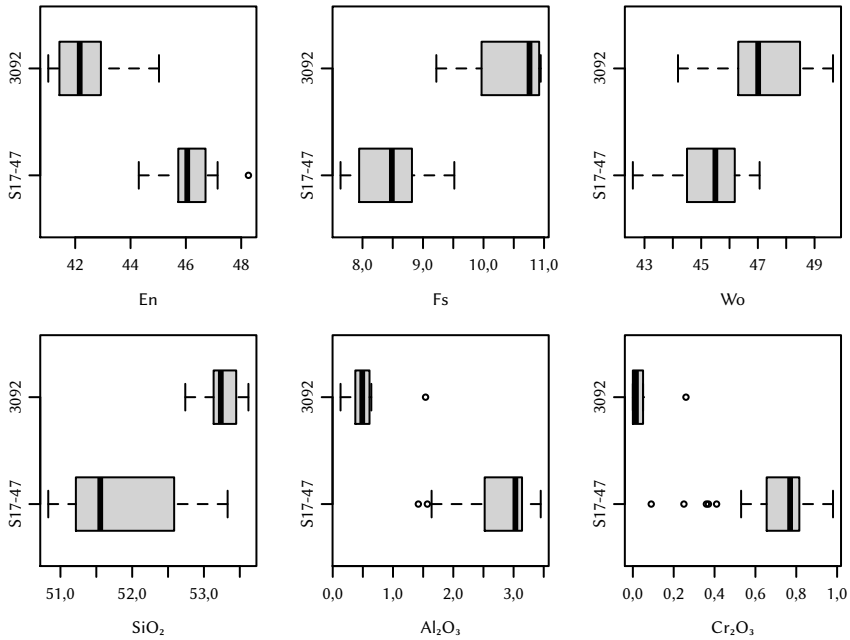 3092
S17-47
42 44 46 48
En
3092
S17-47
8,0 9,0 10,0 11,0
Fs
3092
S17-47
43 45 47 49
Wo
3092
S17-47
51,0 52,0 53,0
SiO₂
3092
S17-47
0,0 1,0 2,0 3,0
Al₂O₃
3092
S17-47
0,0 0,2 0,4 0,6 0,8 1,0
Cr₂O₃